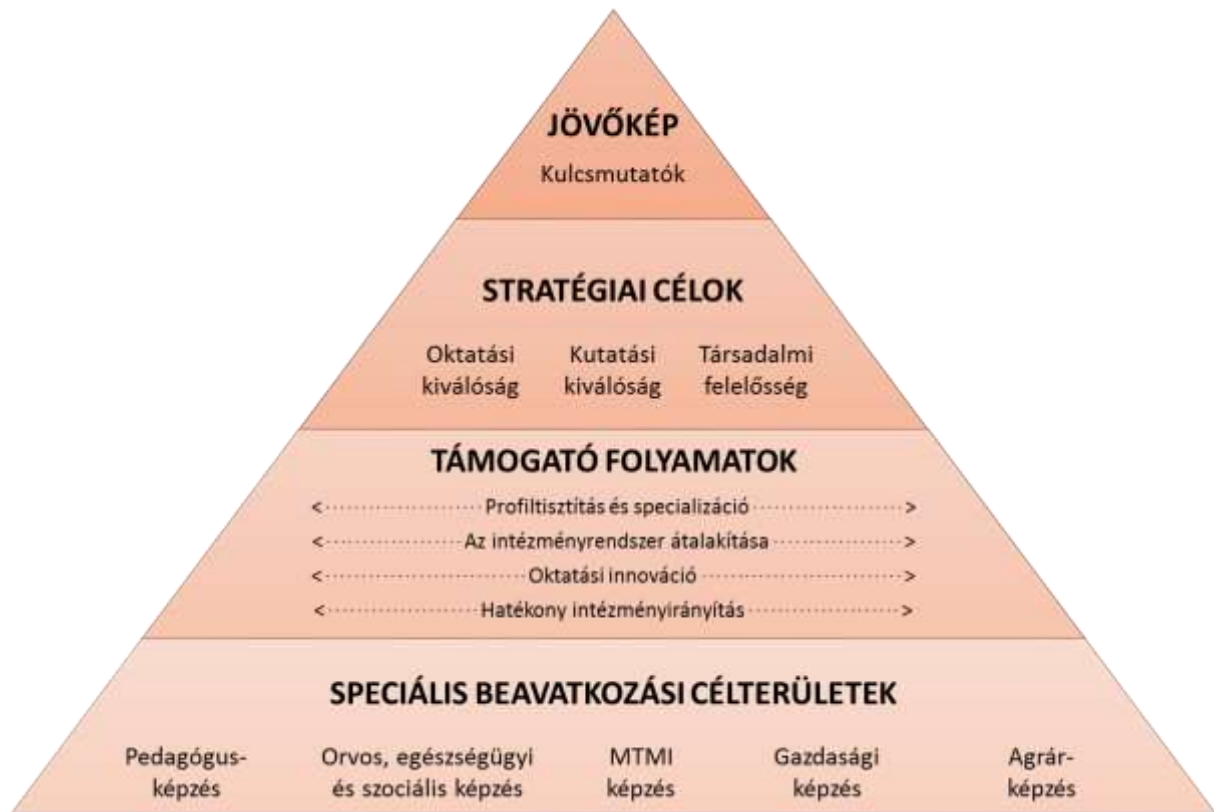 JÖVŐKÉP
Kulcsmutatók
STRATÉGIAI CÉLOK
Oktatási Kutatási Társadalmi
kiválóság kiválóság felelősség
TÁMOGATÓ FOLYAMATOK
<····················· Profiltisztítás és specializáció ·····················>
<·················· Az intézményrendszer átalakítása ··················>
<··························· Oktatási innováció ···························>
<···················· Hatékony intézményirányítás ····················>
SPECIÁLIS BEAVATKOZÁSI CÉLTERÜLETEK
Pedagógus- Orvos, egészségügyi MTMI Gazdasági Agrár-
képzés és szociális képzés képzés képzés képzés